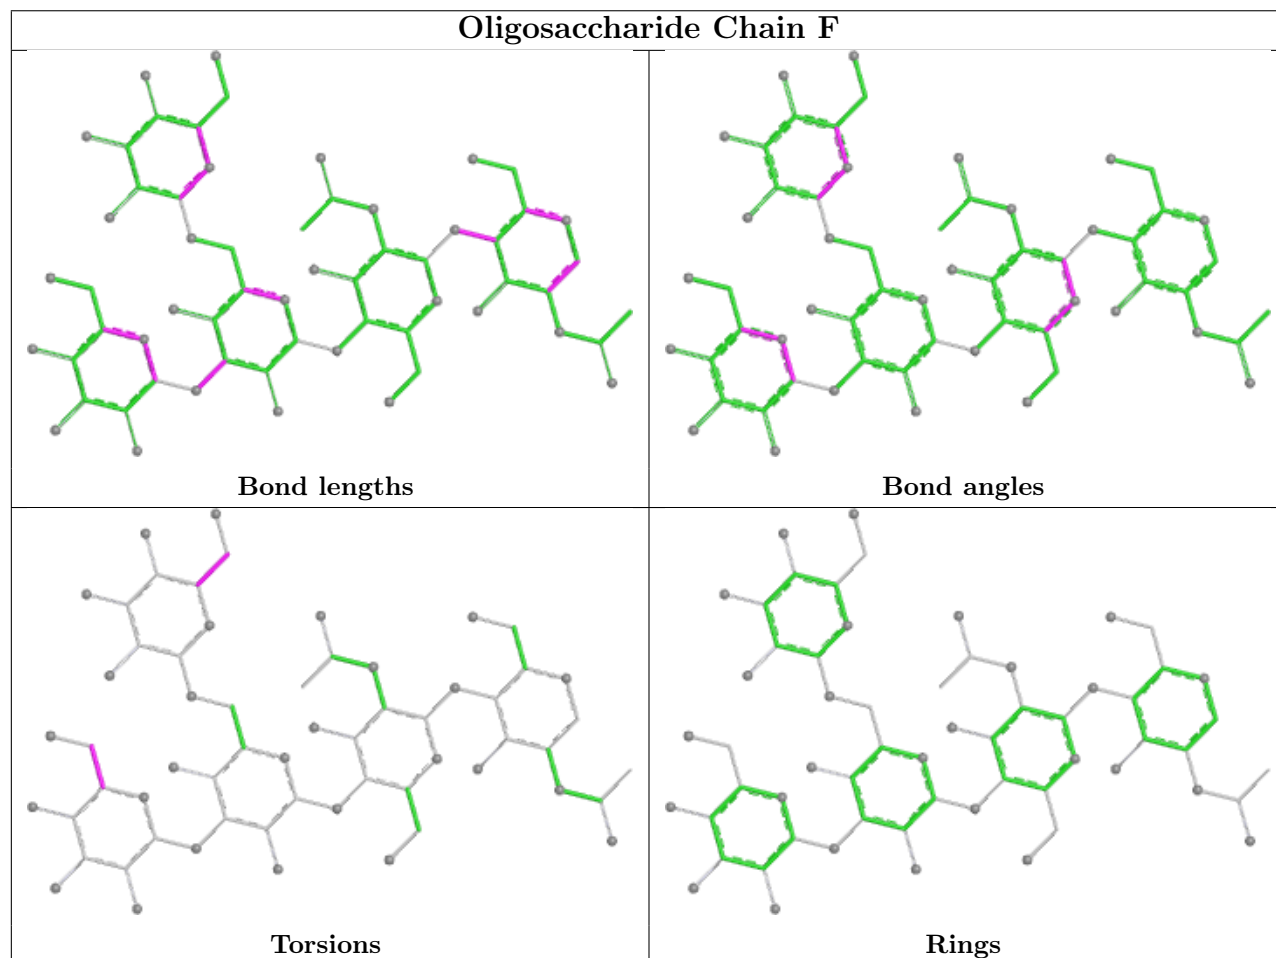 Oligosaccharide Chain F
Bond lengths
Bond angles
Torsions
Rings